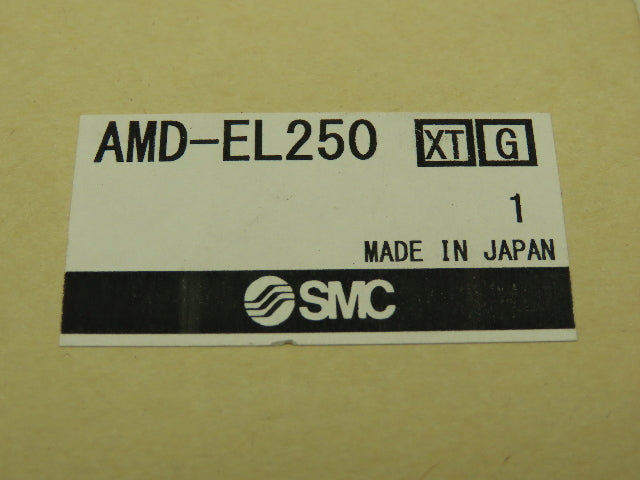 AMD-EL250 XT G
1
MADE IN JAPAN
SMC